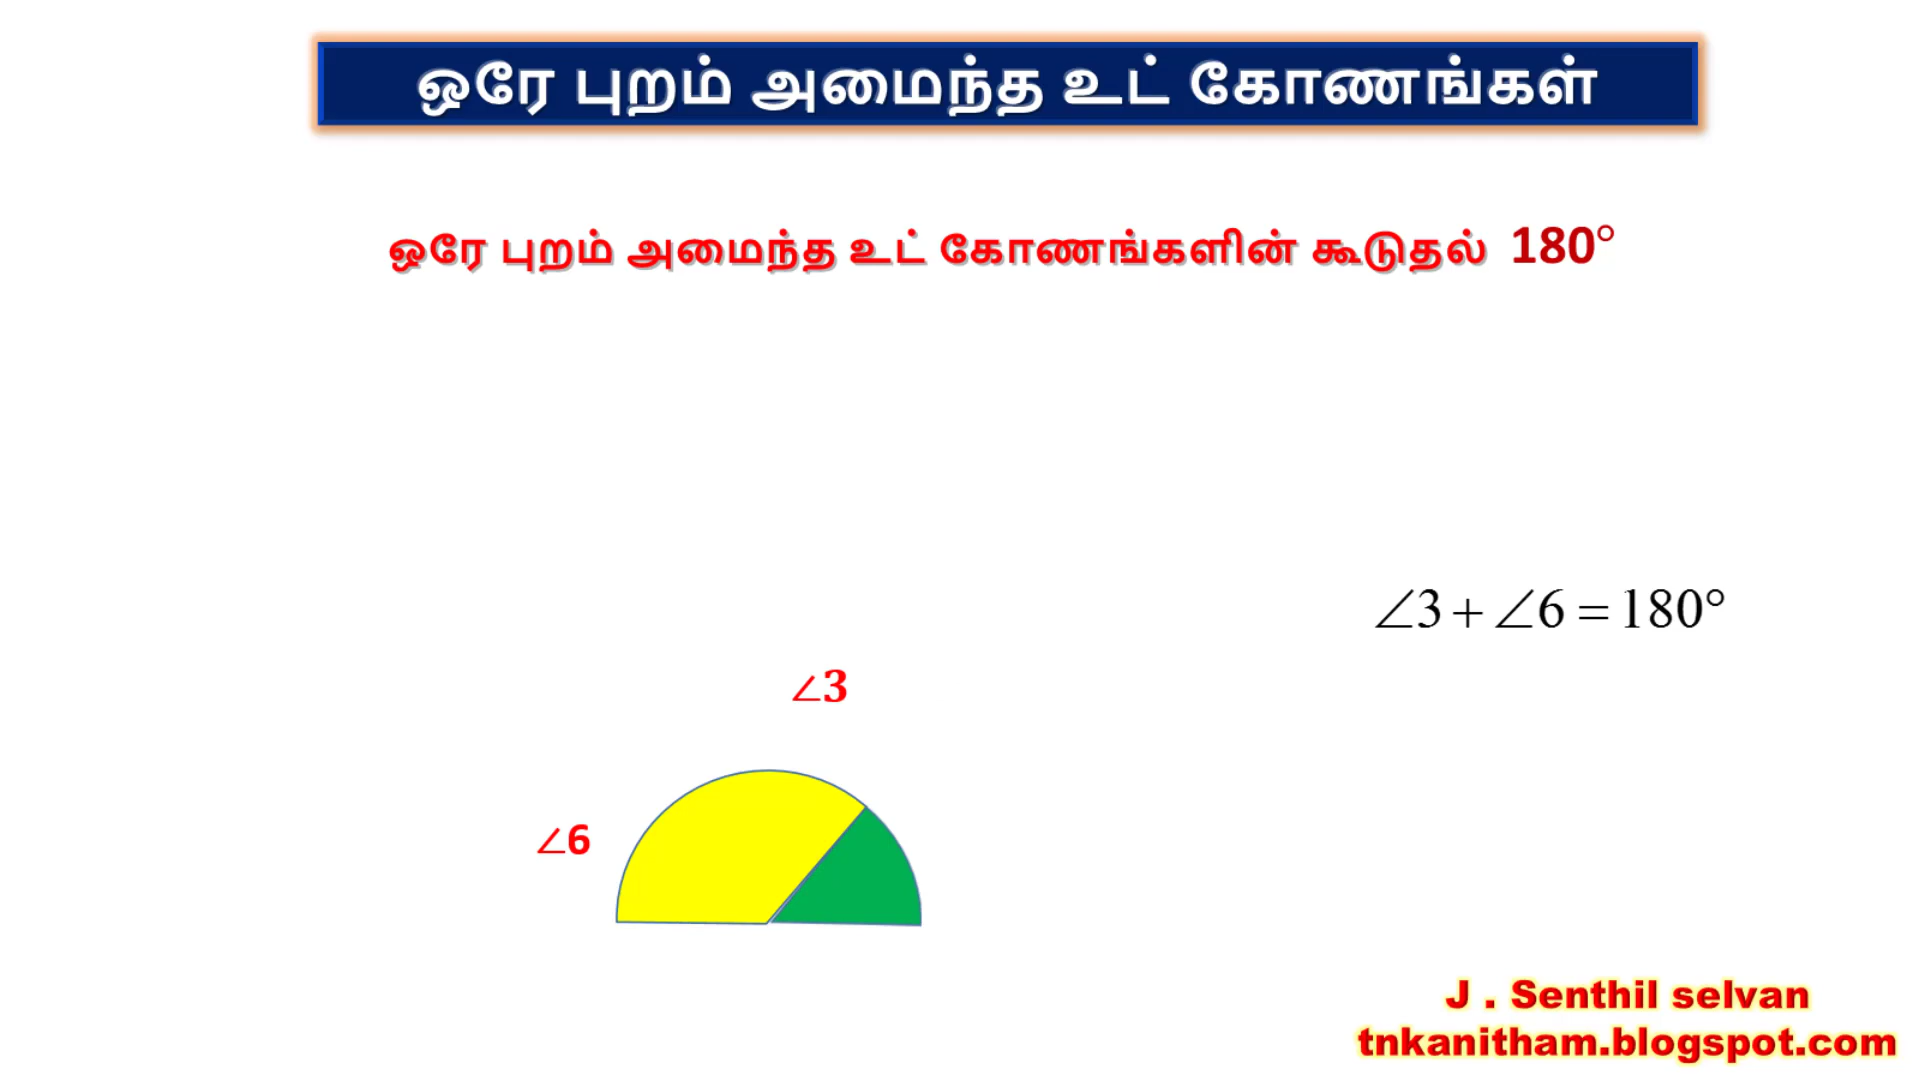 ஒரே புறம் அமைந்த உட் கோணங்கள்
ஒரே புறம் அமைந்த உட் கோணங்களின் கூடுதல் 180°
∠3 + ∠6 = 180°
∠3
∠6
J . Senthil selvan
tnkanitham.blogspot.com